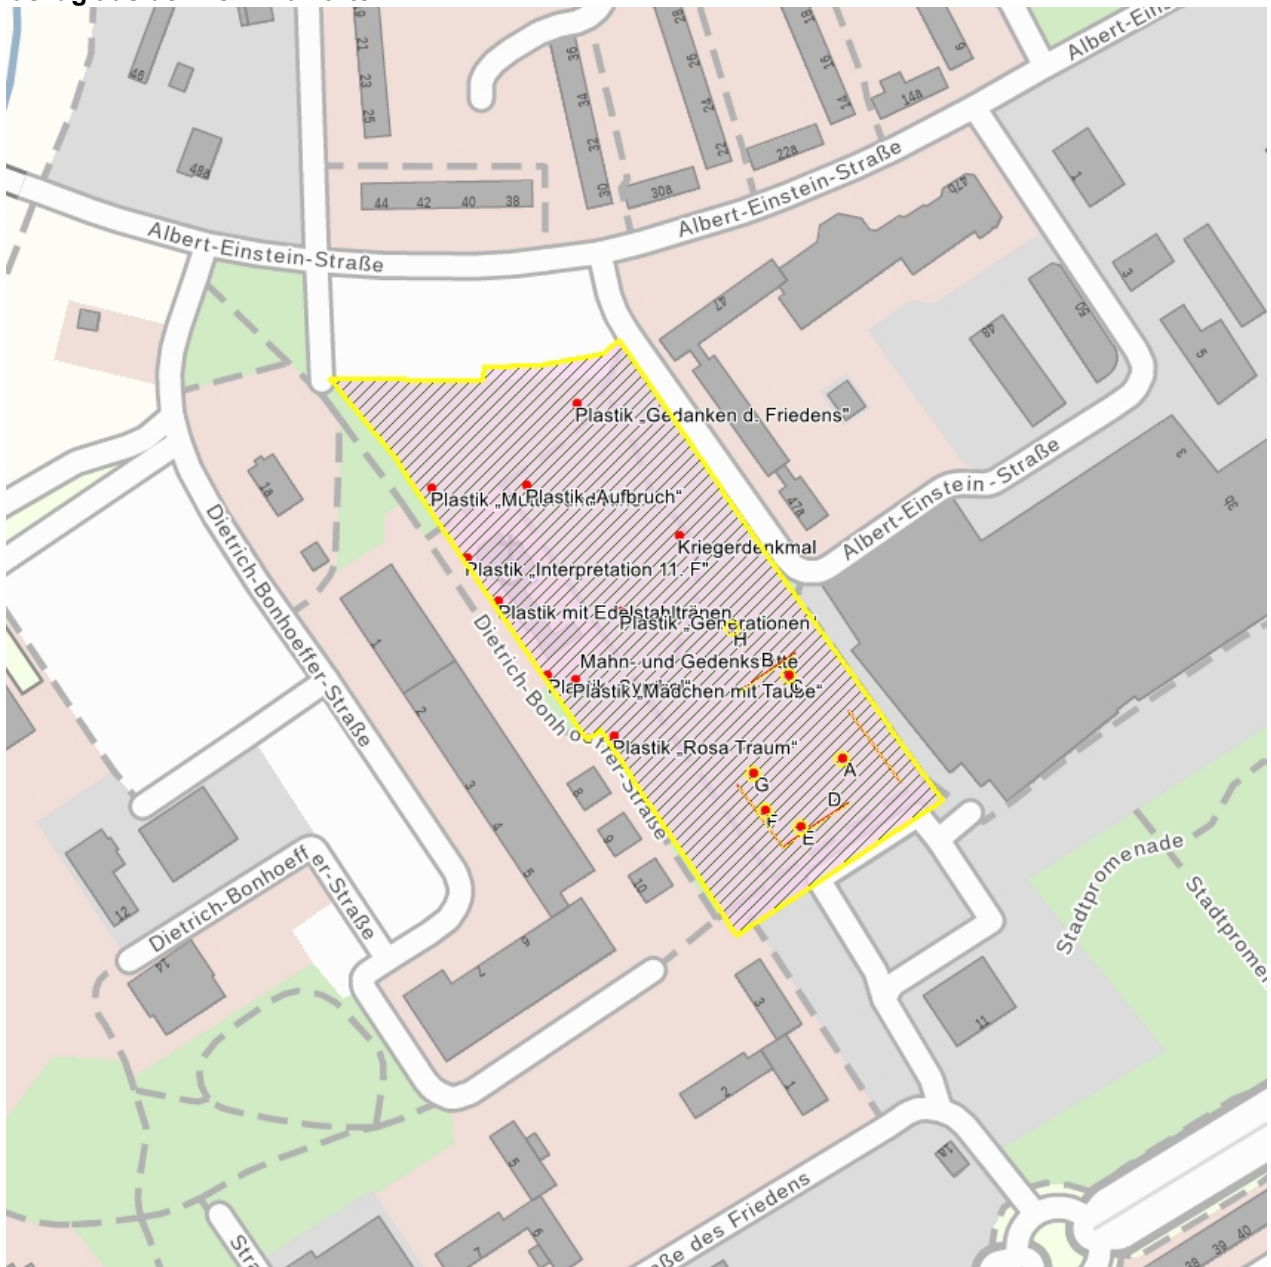 46
48a
19
21
23
25
36
34
32
30
28
26
24
22
18
16
14
14a
22a
30a
44 42 40 38
Albert-Einstein-Straße
Albert-Einstein-Straße
47b
47
1
3
5
50
48
47a
1a
Plastik „Gedanken d. Friedens"
Plastik „Aufbruch"
Kriegerdenkmal
Plastik „Interpretation 11. F"
Plastik mit Edelstahltränen
Plastik „Generationen"
H
Mahn- und Gedenks
B
tte
Plastik „Mädchen mit Taube"
Plastik „Rosa Traum"
A
G
D
F
E
Albert-Einstein-Straße
3
30
Dietrich-Bonhoeffer-Straße
Dietrich-Bonhoeffer-Straße
1
2
3
4
5
6
7
8
9
10
12
14
Dietrich-Bonhoeffer-Straße
Stadtpromenade
3
2
1
11
1a
5
6
7
ße des Friedens
38 39 40